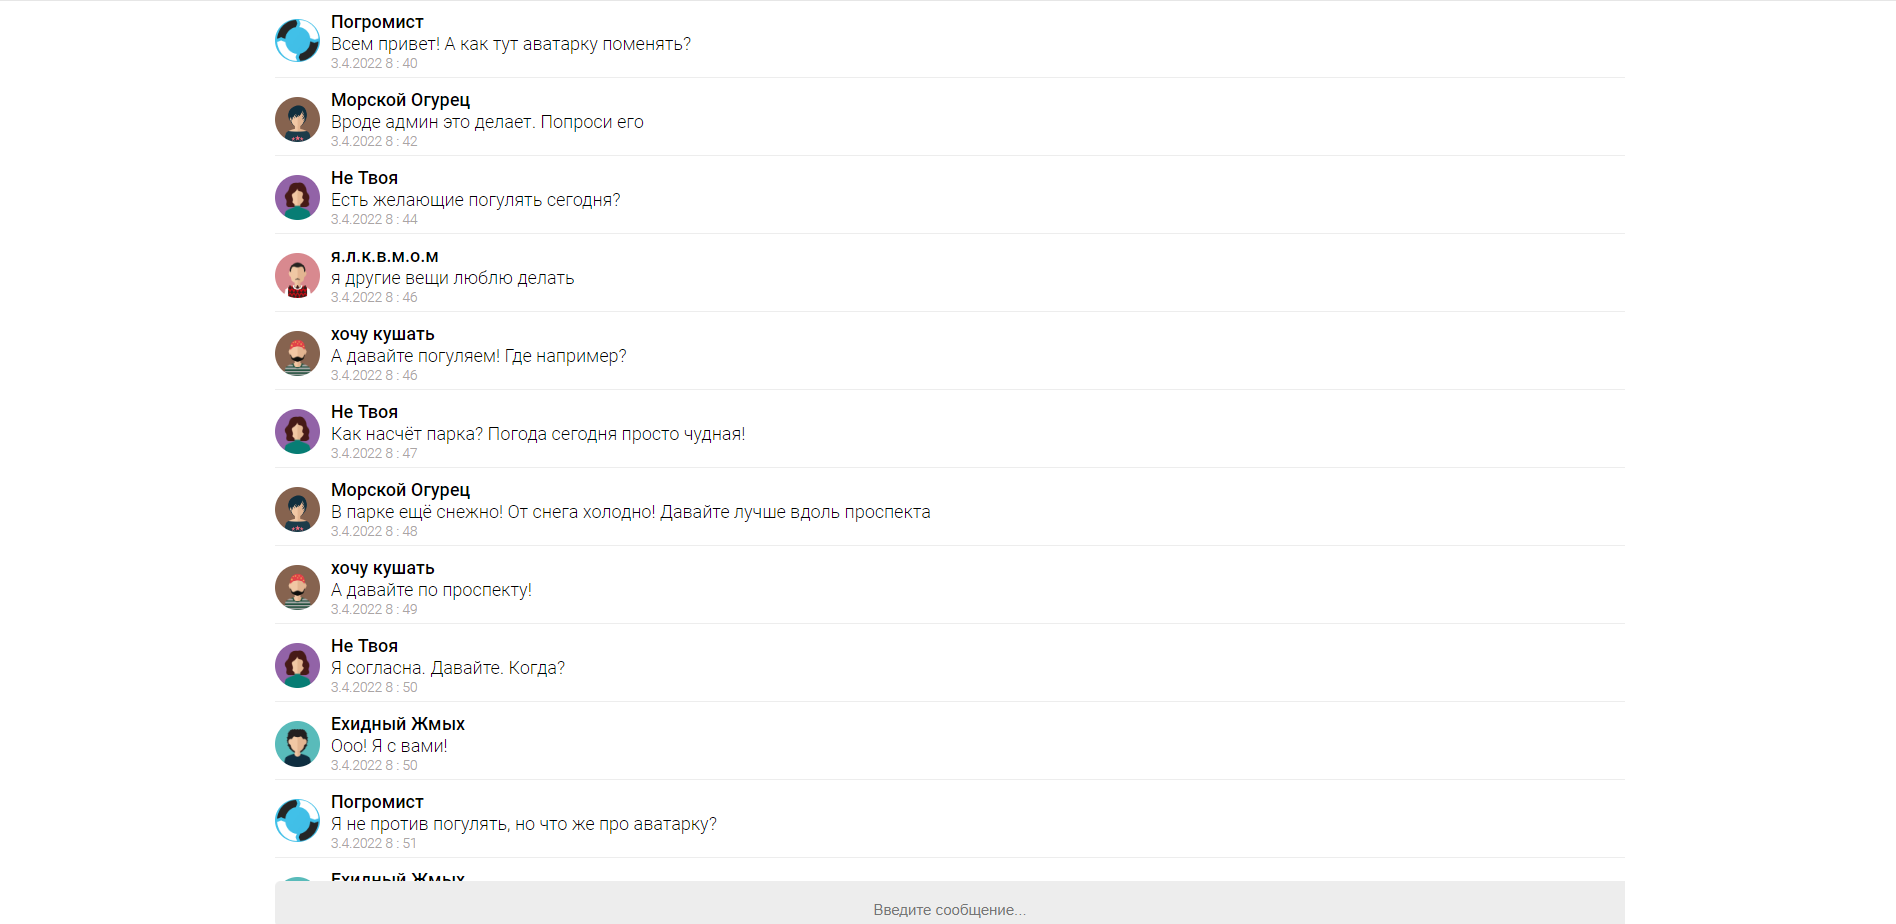 Погромист
Всем привет! А как тут аватарку поменять?
3.4.2022 8 : 40
Морской Огурец
Вроде админ это делает. Попроси его
3.4.2022 8 : 42
Не Твоя
Есть желающие погулять сегодня?
3.4.2022 8 : 44
я.л.к.в.м.о.м
я другие вещи люблю делать
3.4.2022 8 : 46
хочу кушать
А давайте погуляем! Где например?
3.4.2022 8 : 46
Не Твоя
Как насчёт парка? Погода сегодня просто чудная!
3.4.2022 8 : 47
Морской Огурец
В парке ещё снежно! От снега холодно! Давайте лучше вдоль проспекта
3.4.2022 8 : 48
хочу кушать
А давайте по проспекту!
3.4.2022 8 : 49
Не Твоя
Я согласна. Давайте. Когда?
3.4.2022 8 : 50
Ехидный Жмых
Ооо! Я с вами!
3.4.2022 8 : 50
Погромист
Я не против погулять, но что же про аватарку?
3.4.2022 8 : 51
Ехидный Жмых
Введите сообщение...